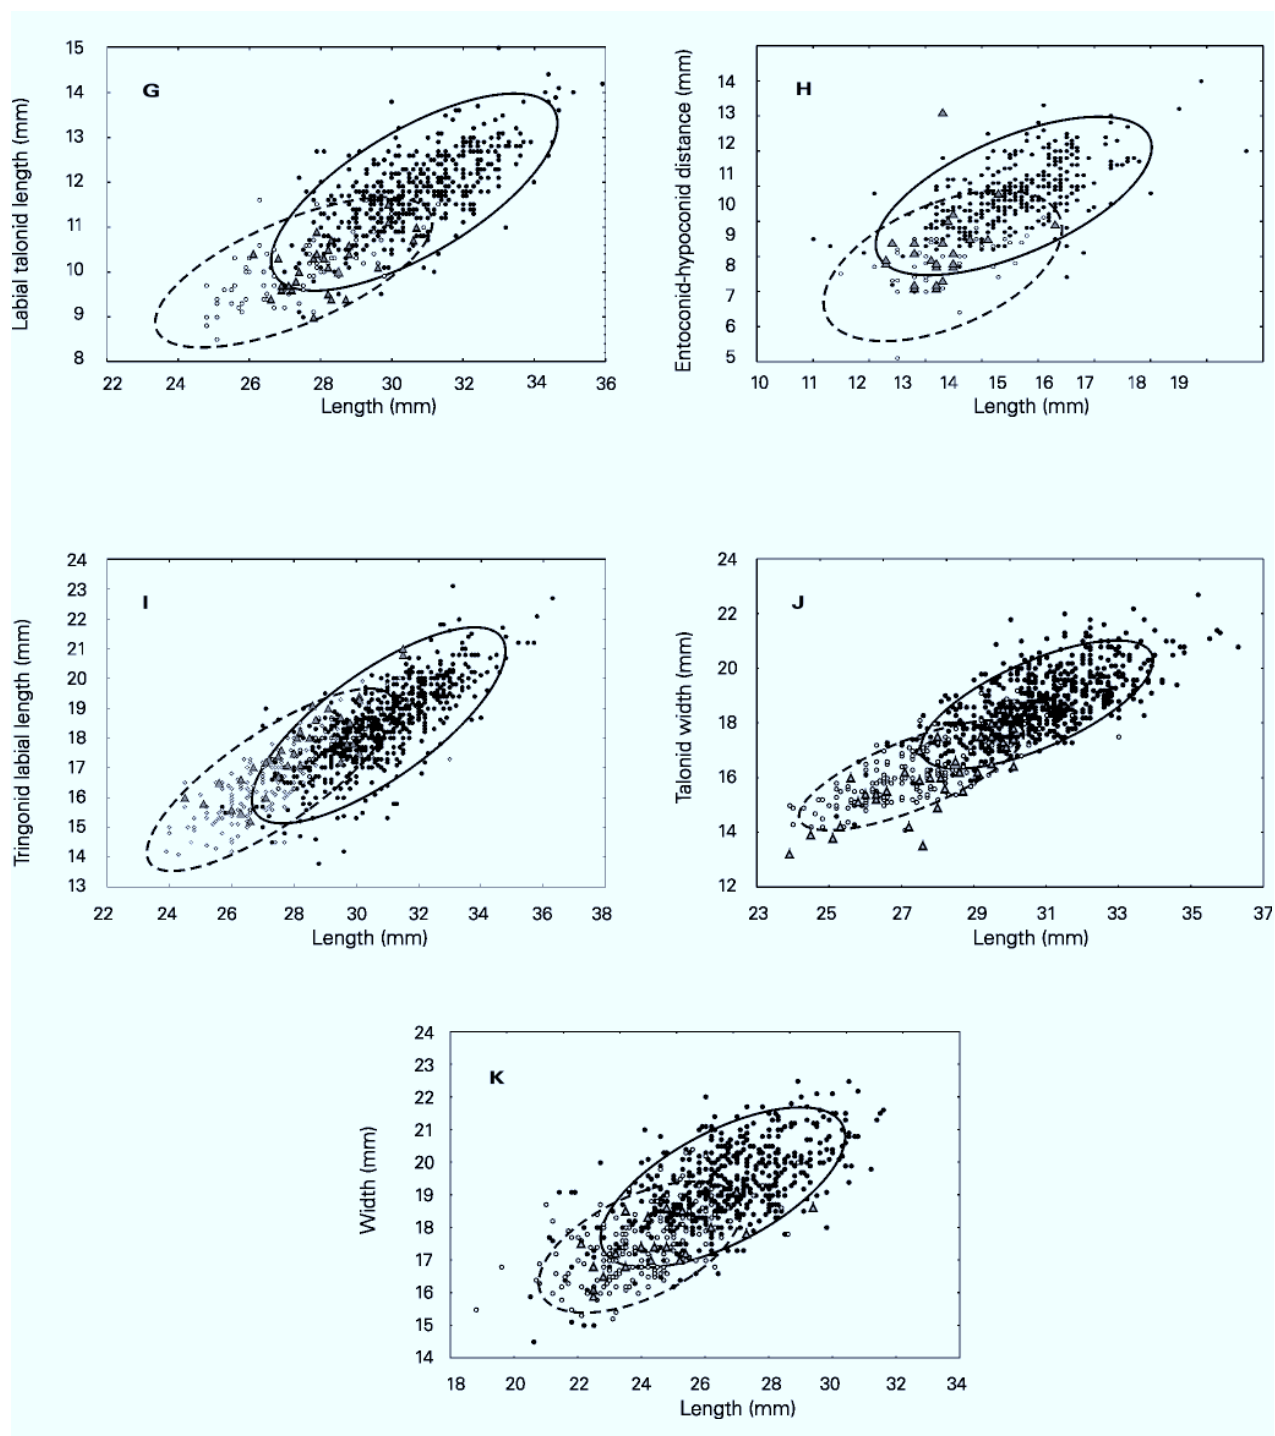 G
Labial talonid length (mm)
15
14
13
12
11
10
9
8
22 24 26 28 30 32 34 36
Length (mm)
H
Entoconid-hypoconid distance (mm)
14
13
12
11
10
9
8
7
6
5
10 11 12 13 14 15 16 17 18 19
Length (mm)
I
Tringonid labial length (mm)
24
23
22
21
20
19
18
17
16
15
14
13
22 24 26 28 30 32 34 36 38
Length (mm)
J
Talonid width (mm)
24
22
20
18
16
14
12
23 25 27 29 31 33 35 37
Length (mm)
K
Width (mm)
24
23
22
21
20
19
18
17
16
15
14
18 20 22 24 26 28 30 32 34
Length (mm)